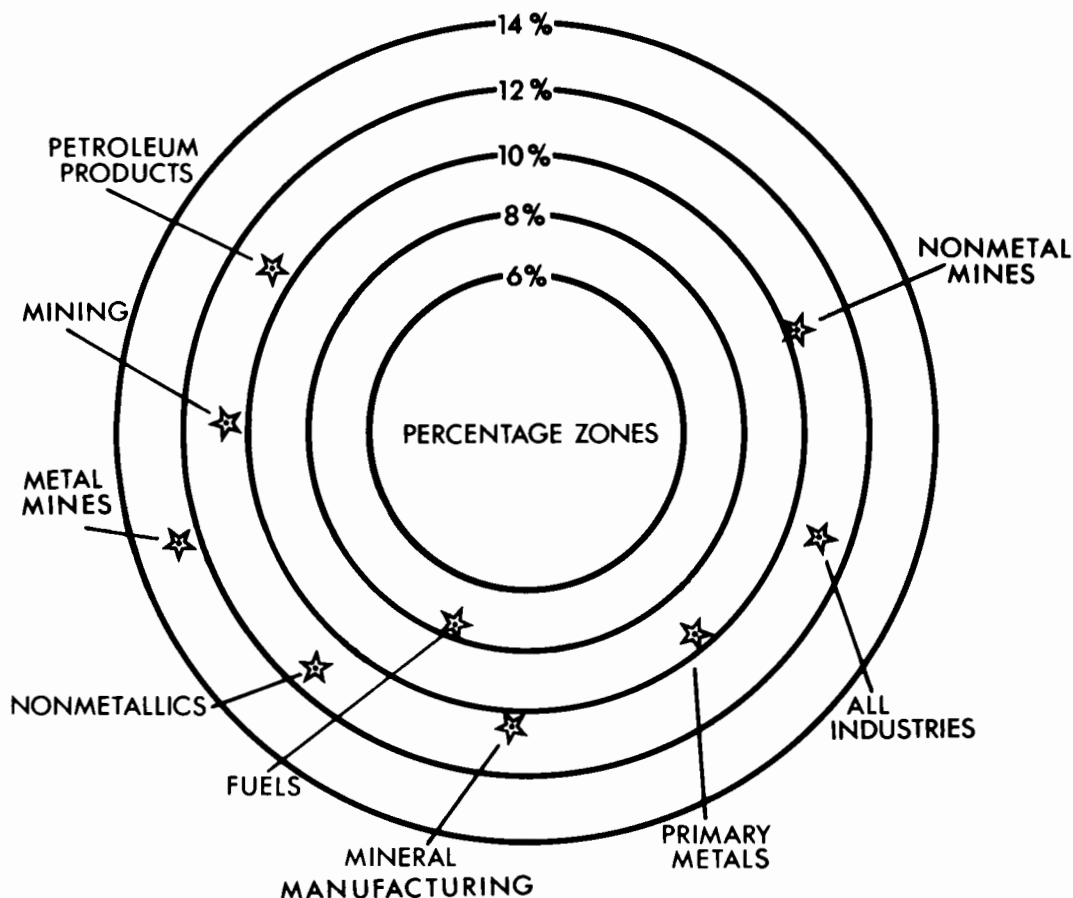 14%
12%
10%
8%
6%
PETROLEUM
PRODUCTS
NONMETAL
MINES
MINING
PERCENTAGE ZONES
METAL
MINES
NONMETALLICS
ALL
INDUSTRIES
FUELS
PRIMARY
METALS
MINERAL
MANUFACTURING